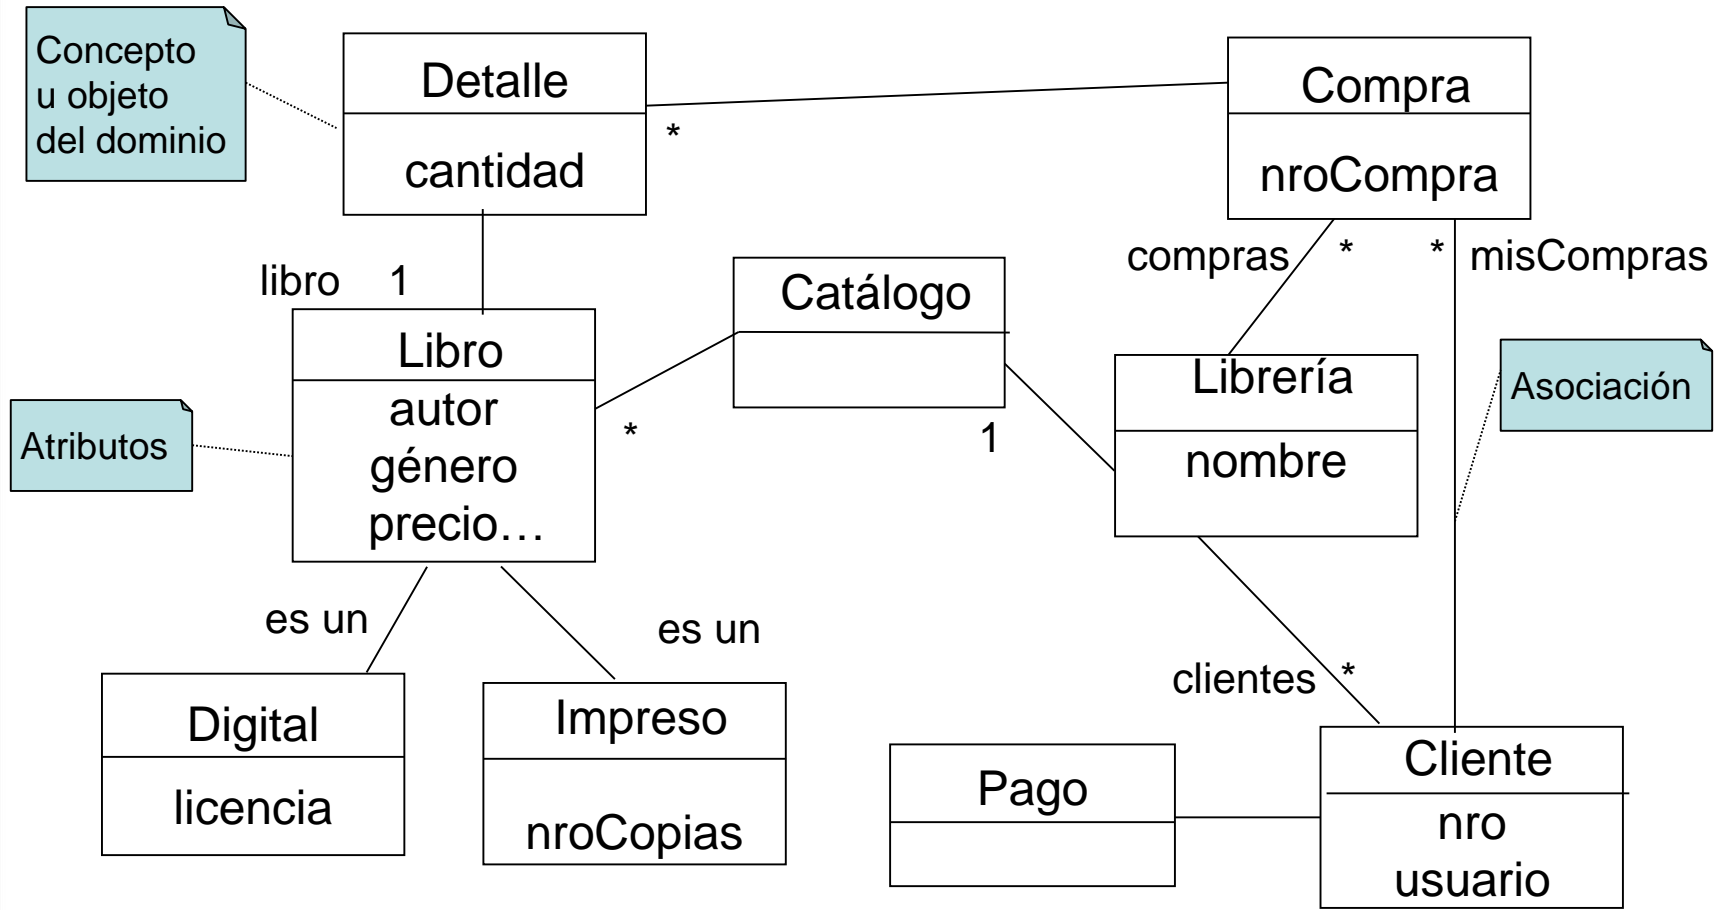 Concepto
u objeto
del dominio
Detalle
cantidad
*
Compra
nroCompra
compras
*
*
misCompras
libro
1
Catálogo
1
Libro
autor
género
precio…
*
Librería
nombre
Asociación
Atributos
es un
es un
clientes
*
Digital
licencia
Impreso
nroCopias
Pago
Cliente
nro
usuario